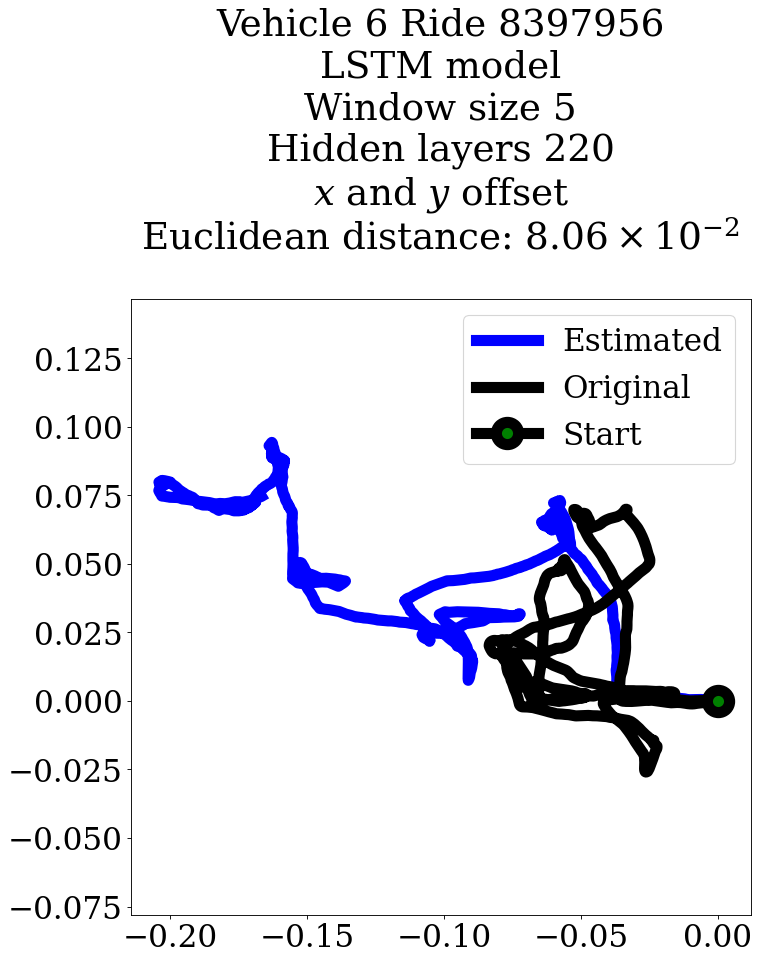 Vehicle 6 Ride 8397956
LSTM model
Window size 5
Hidden layers 220
x and y offset
Euclidean distance: 8.06 × 10⁻²
Estimated
Original
Start
0.125
0.100
0.075
0.050
0.025
0.000
−0.025
−0.050
−0.075
−0.20 −0.15 −0.10 −0.05 0.00